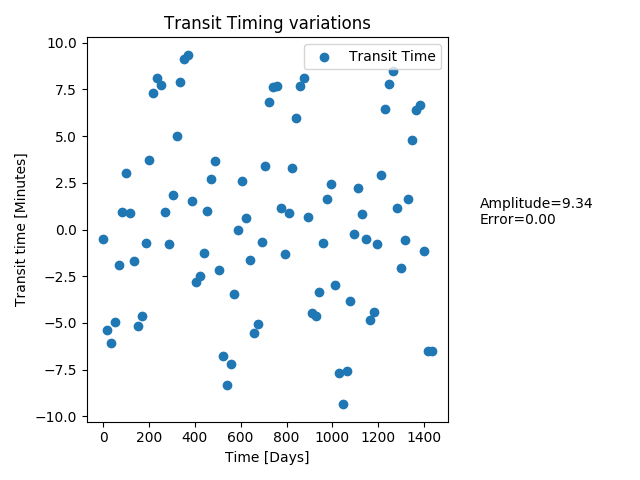 Transit Timing variations
Transit Time
Transit time [Minutes]
10.0
7.5
5.0
2.5
0.0
−2.5
−5.0
−7.5
−10.0
0 200 400 600 800 1000 1200 1400
Time [Days]
Amplitude=9.34
Error=0.00